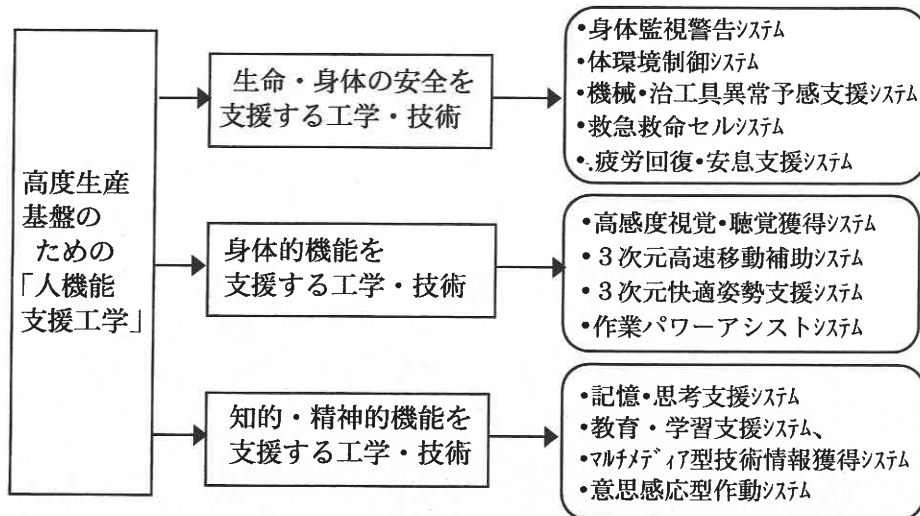 高度生産
基盤の
ための
「人機能
支援工学」
生命・身体の安全を
支援する工学・技術
•身体監視警告ｼｽﾃﾑ
•体環境制御ｼｽﾃﾑ
•機械•治工具異常予感支援ｼｽﾃﾑ
•救急救命セルｼｽﾃﾑ
•疲労回復•安息支援ｼｽﾃﾑ
身体的機能を
支援する工学・技術
•高感度視覚•聴覚獲得ｼｽﾃﾑ
•３次元高速移動補助ｼｽﾃﾑ
•３次元快適姿勢支援ｼｽﾃﾑ
•作業パワーアシストｼｽﾃﾑ
知的・精神的機能を
支援する工学・技術
•記憶•思考支援ｼｽﾃﾑ
•教育・学習支援ｼｽﾃﾑ、
•ﾏﾙﾁﾒﾃﾞｨｱ型技術情報獲得ｼｽﾃﾑ
•意思感応型作動ｼｽﾃﾑ